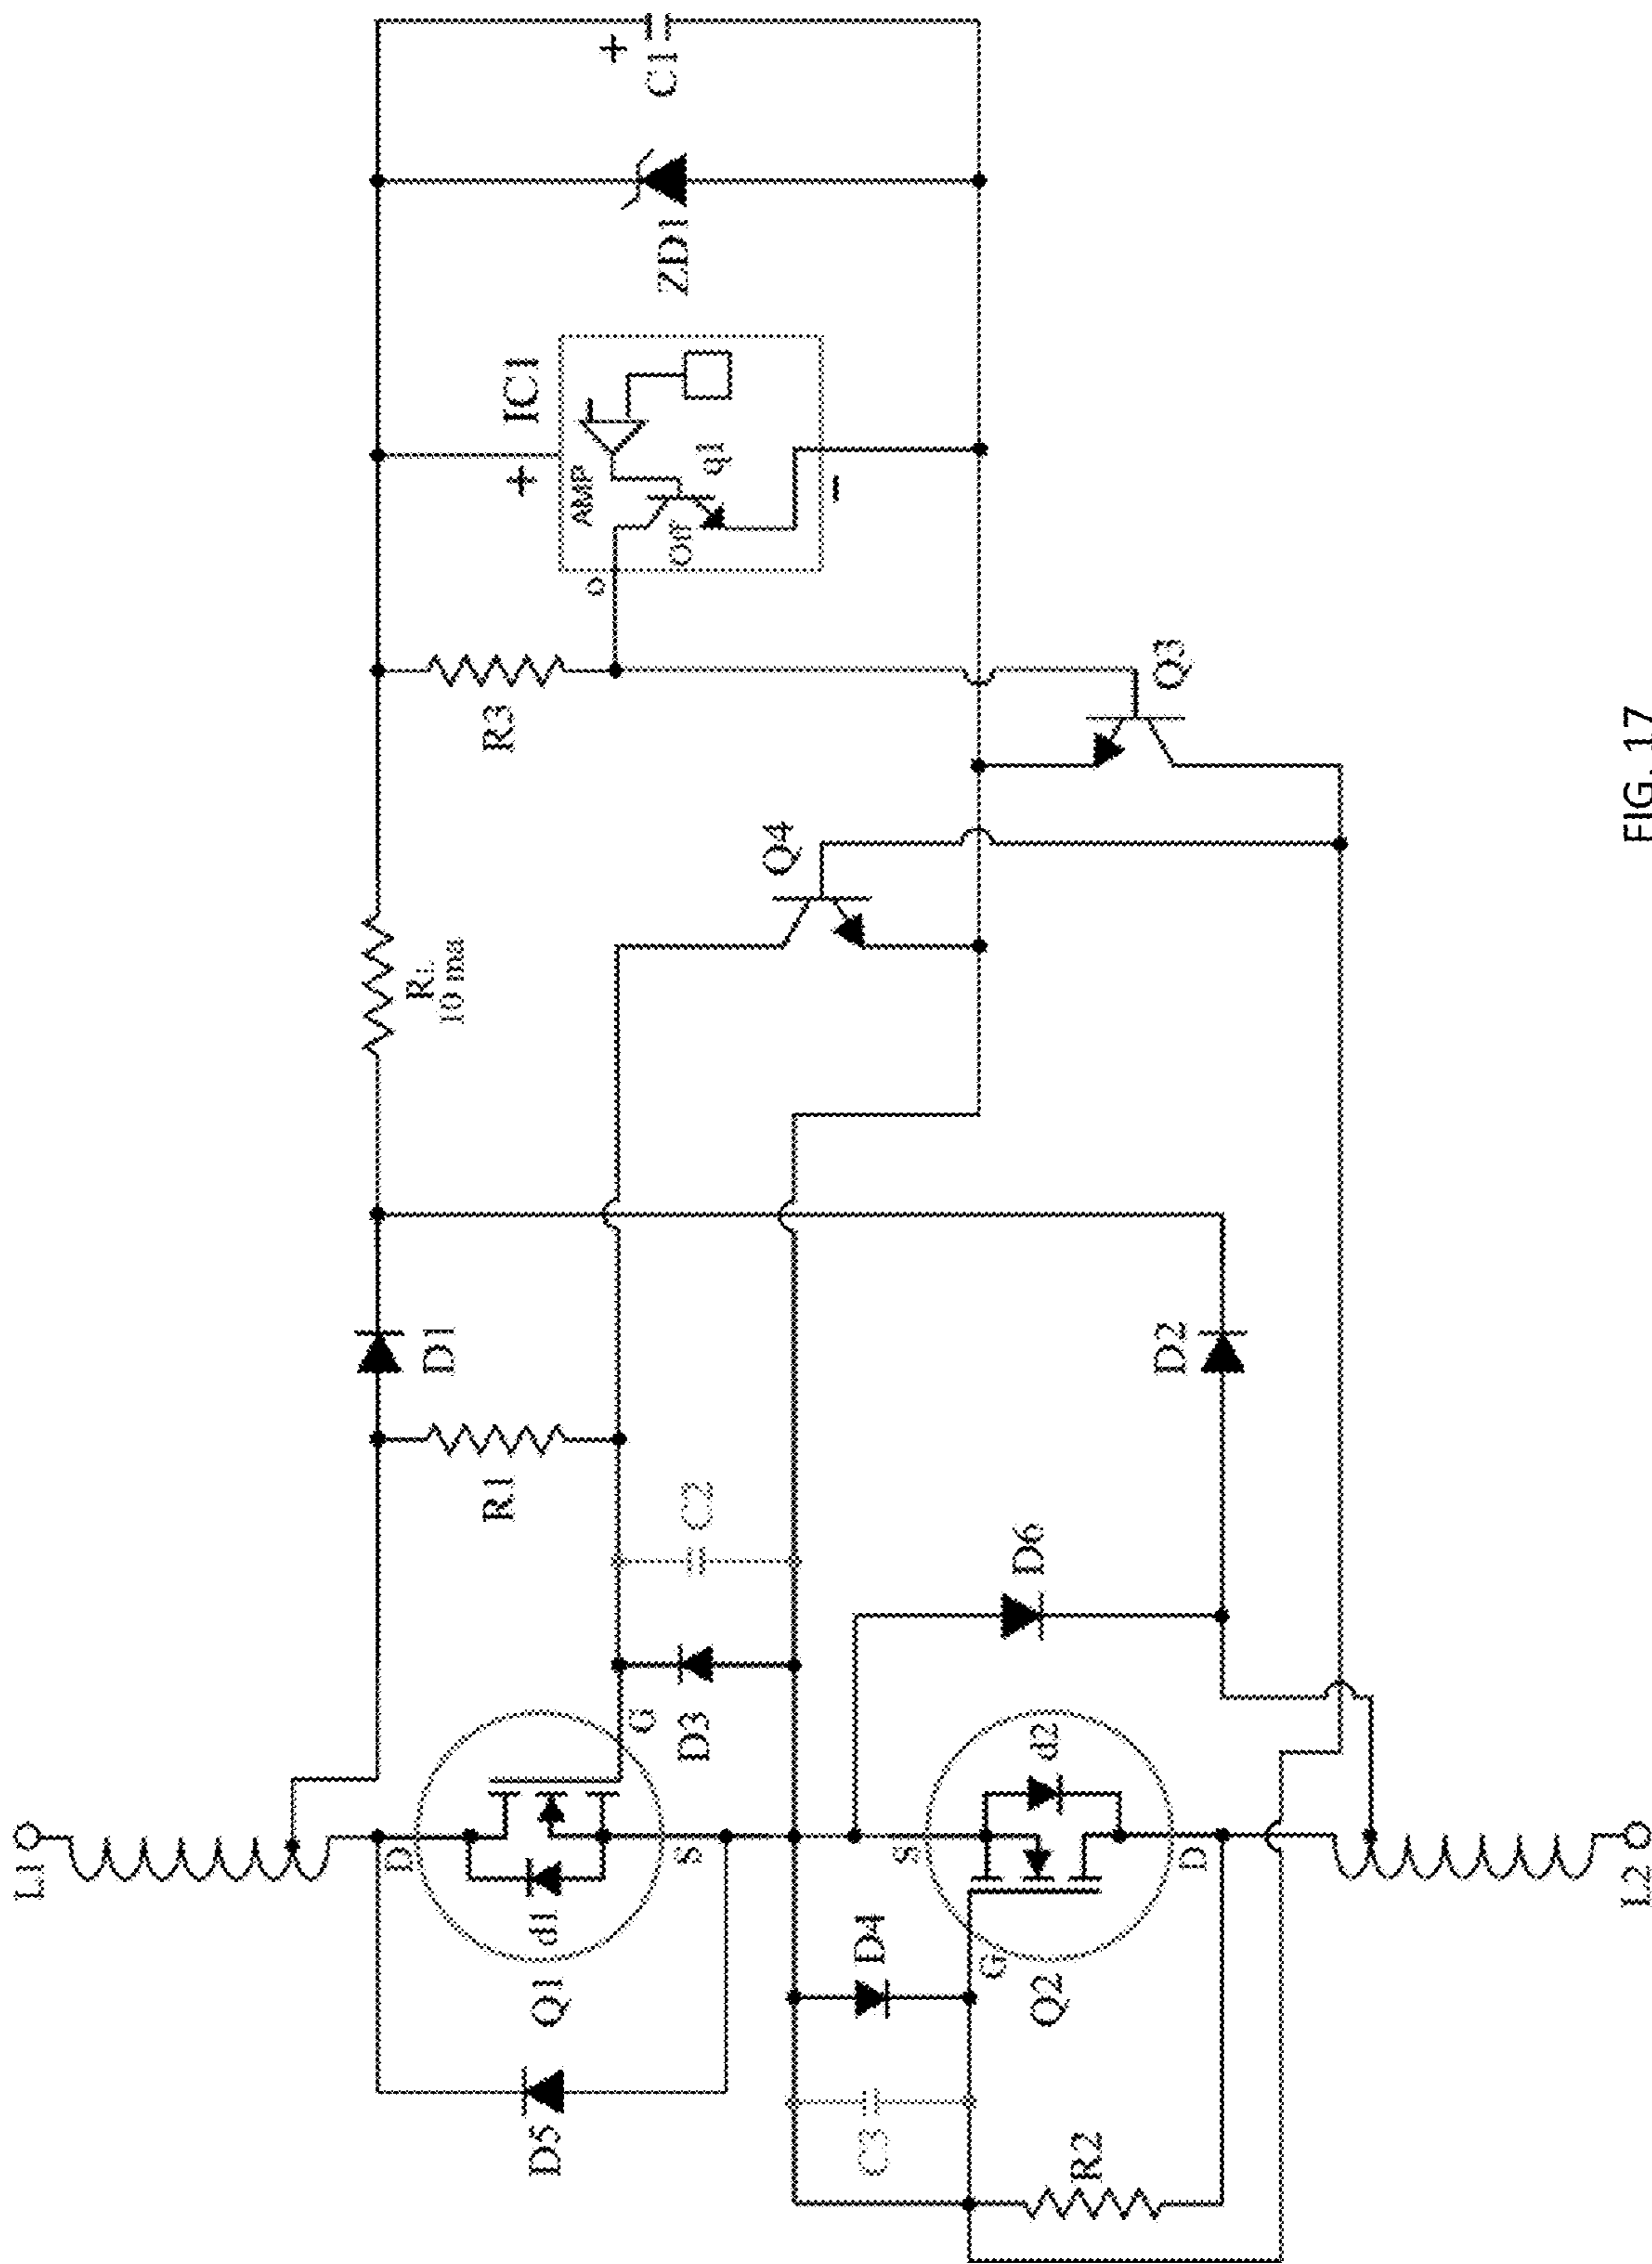 L1
D5
d1
Q1
D
S
G
D3
C2
R1
D1
R
10 ma
R3
IC1
+
AMP
q1
Off
o
-
ZD1
+
C1
Q4
Q3
C3
D4
R2
G
Q2
S
D
d2
D6
D2
L2
FIG. 17